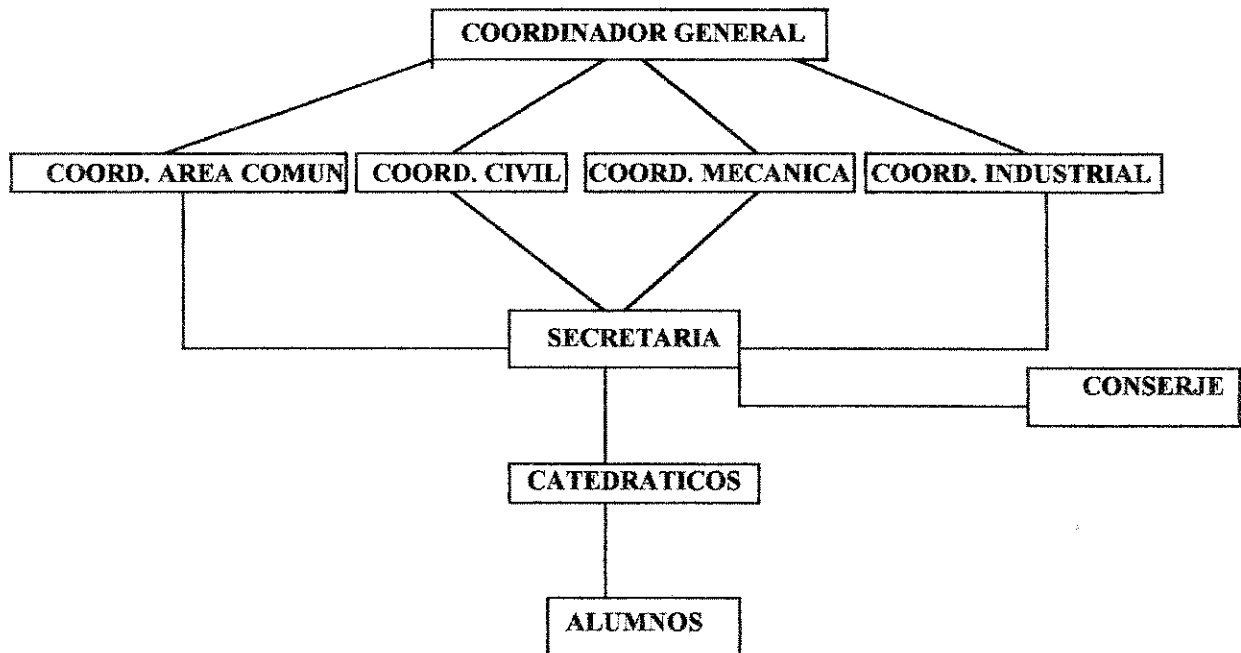 COORDINADOR GENERAL
COORD. AREA COMUN
COORD. CIVIL
COORD. MECANICA
COORD. INDUSTRIAL
SECRETARIA
CONSERJE
CATEDRATICOS
ALUMNOS